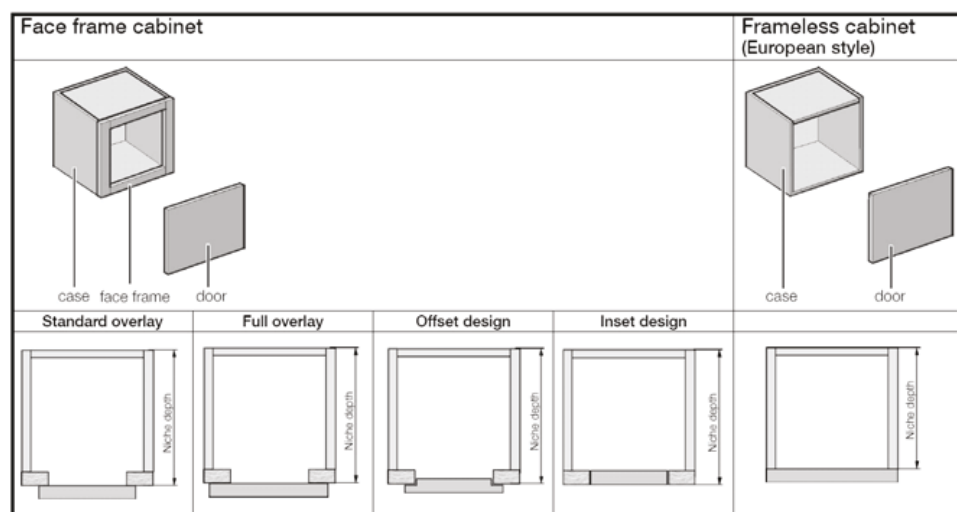 Face frame cabinet
Frameless cabinet
(European style)
case face frame door
case door
Standard overlay
Full overlay
Offset design
Inset design
Niche depth
Niche depth
Niche depth
Niche depth
Niche depth